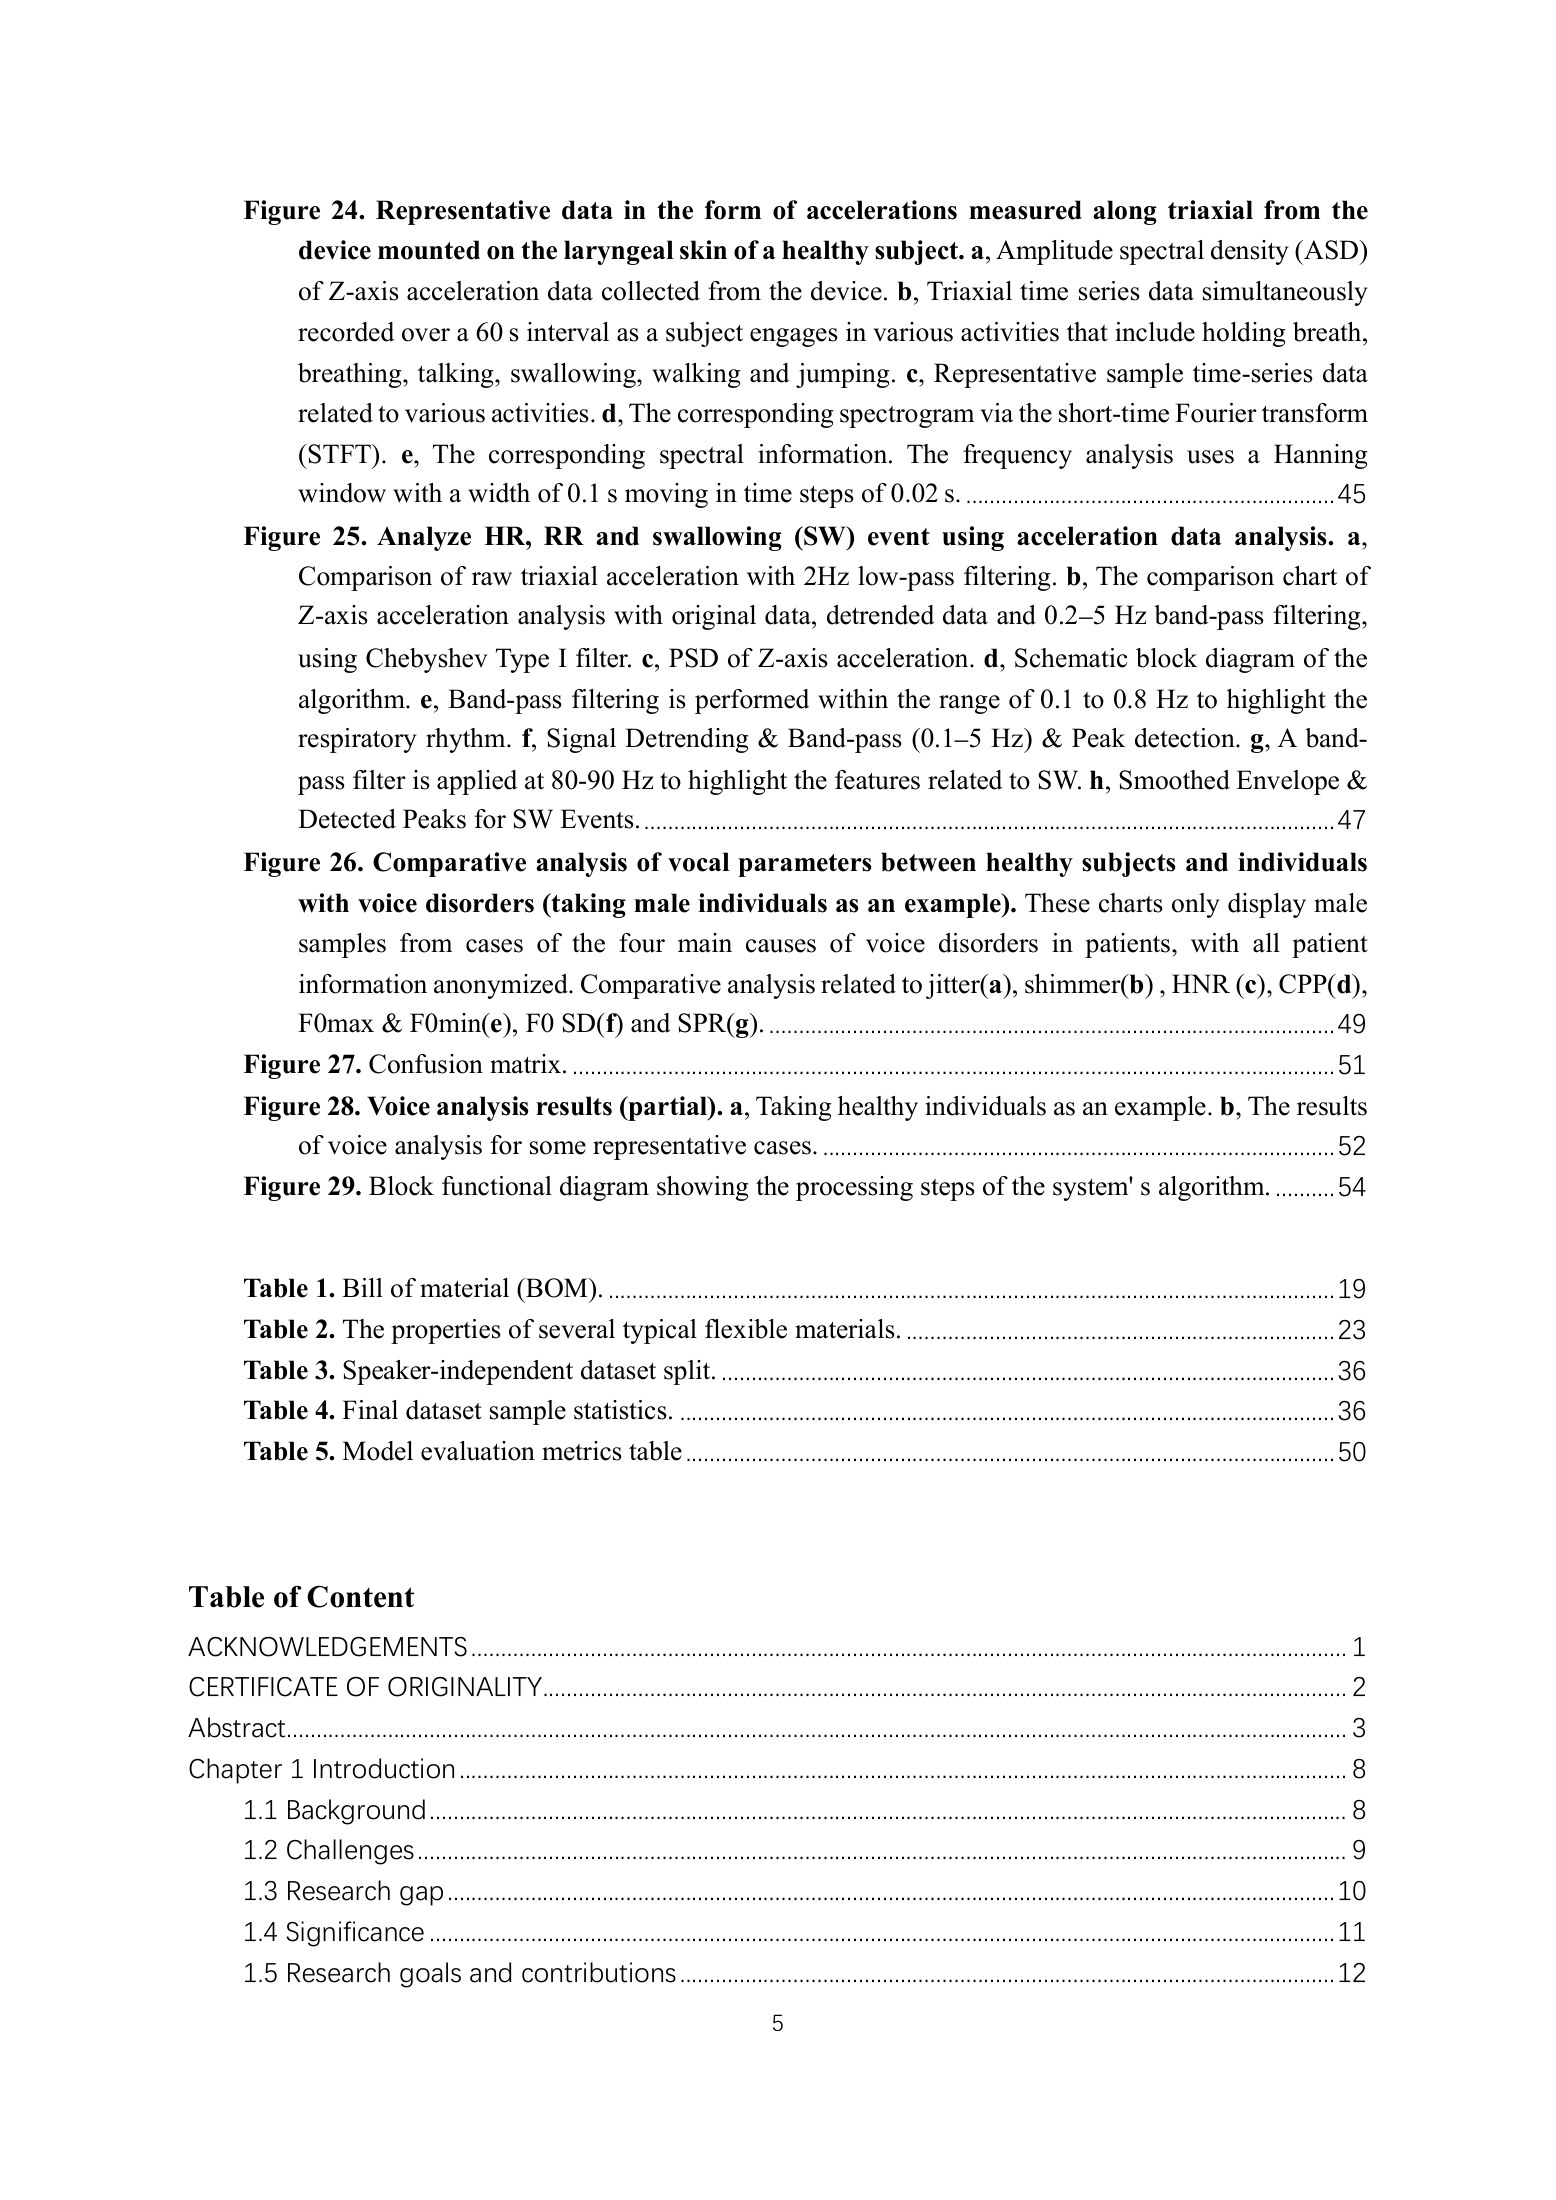 Figure 24. Representative data in the form of accelerations measured along triaxial from the
device mounted on the laryngeal skin of a healthy subject. a, Amplitude spectral density (ASD)
of Z-axis acceleration data collected from the device. b, Triaxial time series data simultaneously
recorded over a 60 s interval as a subject engages in various activities that include holding breath,
breathing, talking, swallowing, walking and jumping. c, Representative sample time-series data
related to various activities. d, The corresponding spectrogram via the short-time Fourier transform
(STFT). e, The corresponding spectral information. The frequency analysis uses a Hanning
window with a width of 0.1 s moving in time steps of 0.02 s. ........ 45
Figure 25. Analyze HR, RR and swallowing (SW) event using acceleration data analysis. a,
Comparison of raw triaxial acceleration with 2Hz low-pass filtering. b, The comparison chart of
Z-axis acceleration analysis with original data, detrended data and 0.2–5 Hz band-pass filtering,
using Chebyshev Type I filter. c, PSD of Z-axis acceleration. d, Schematic block diagram of the
algorithm. e, Band-pass filtering is performed within the range of 0.1 to 0.8 Hz to highlight the
respiratory rhythm. f, Signal Detrending & Band-pass (0.1–5 Hz) & Peak detection. g, A band-
pass filter is applied at 80-90 Hz to highlight the features related to SW. h, Smoothed Envelope &
Detected Peaks for SW Events. ........ 47
Figure 26. Comparative analysis of vocal parameters between healthy subjects and individuals
with voice disorders (taking male individuals as an example). These charts only display male
samples from cases of the four main causes of voice disorders in patients, with all patient
information anonymized. Comparative analysis related to jitter(a), shimmer(b) , HNR (c), CPP(d),
F0max & F0min(e), F0 SD(f) and SPR(g). ........ 49
Figure 27. Confusion matrix. ........ 51
Figure 28. Voice analysis results (partial). a, Taking healthy individuals as an example. b, The results
of voice analysis for some representative cases. ........ 52
Figure 29. Block functional diagram showing the processing steps of the system' s algorithm. ........ 54
Table 1. Bill of material (BOM). ........ 19
Table 2. The properties of several typical flexible materials. ........ 23
Table 3. Speaker-independent dataset split. ........ 36
Table 4. Final dataset sample statistics. ........ 36
Table 5. Model evaluation metrics table ........ 50
Table of Content
ACKNOWLEDGEMENTS ........ 1
CERTIFICATE OF ORIGINALITY ........ 2
Abstract ........ 3
Chapter 1 Introduction ........ 8
1.1 Background ........ 8
1.2 Challenges ........ 9
1.3 Research gap ........ 10
1.4 Significance ........ 11
1.5 Research goals and contributions ........ 12
5